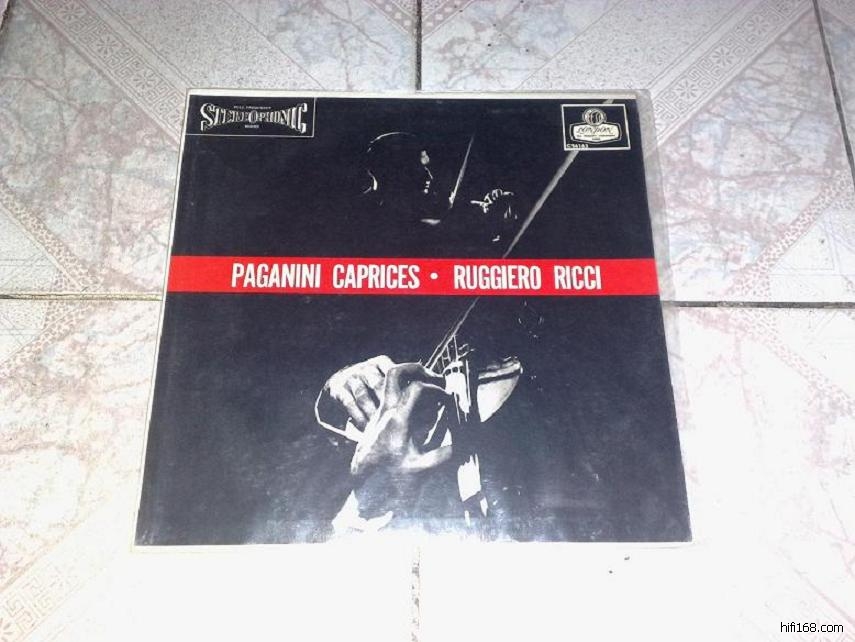 STEREOPHONIC
LONDON
PAGANINI CAPRICES • RUGGIERO RICCI
hifi168.com